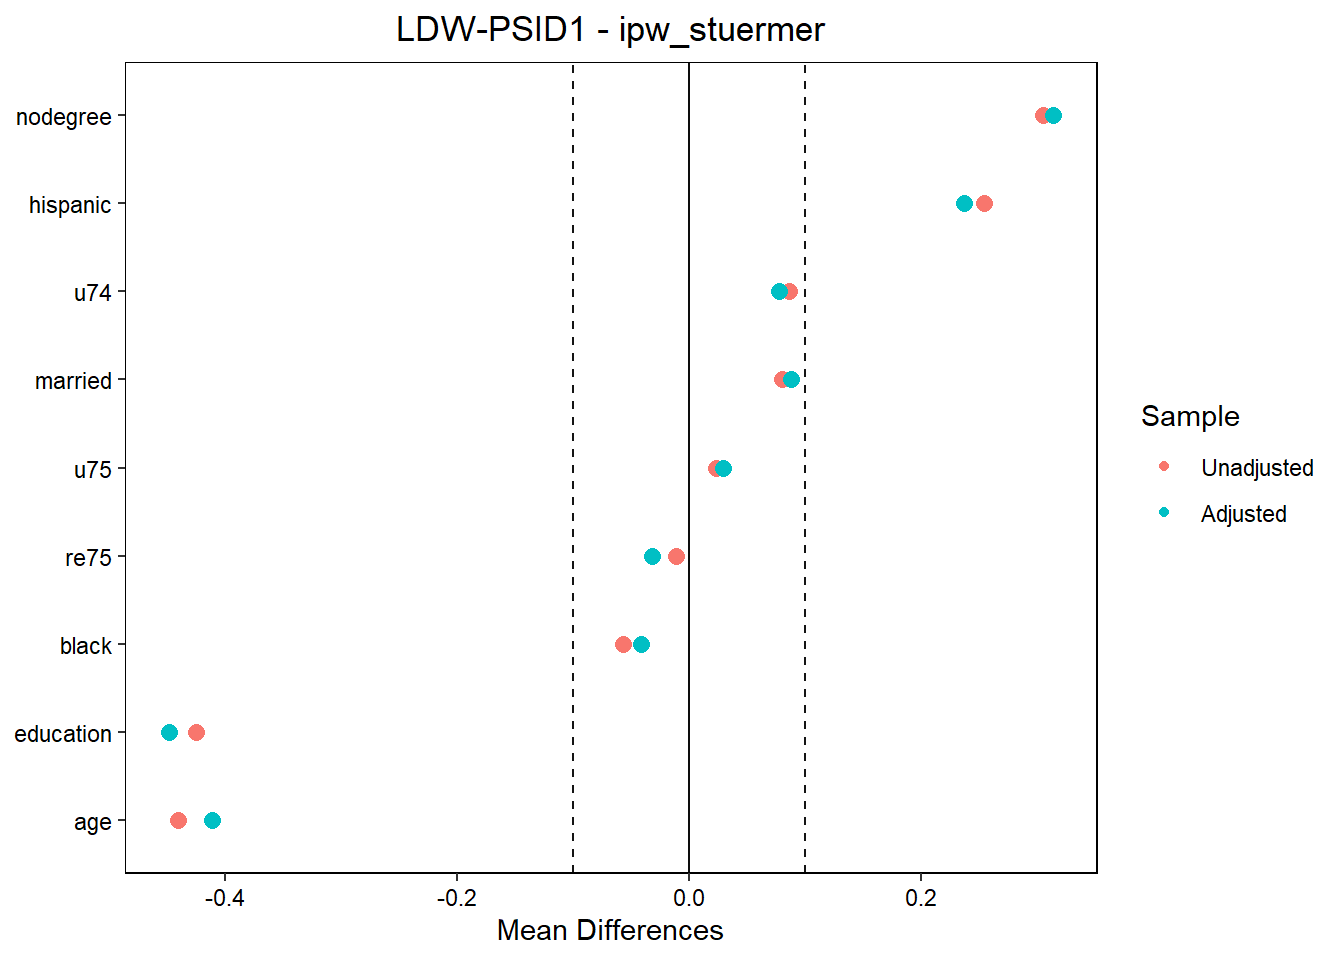 LDW-PSID1 - ipw_stuermer
nodegree
hispanic
u74
married
u75
re75
black
education
age
-0.4 -0.2 0.0 0.2
Mean Differences
Sample
Unadjusted
Adjusted